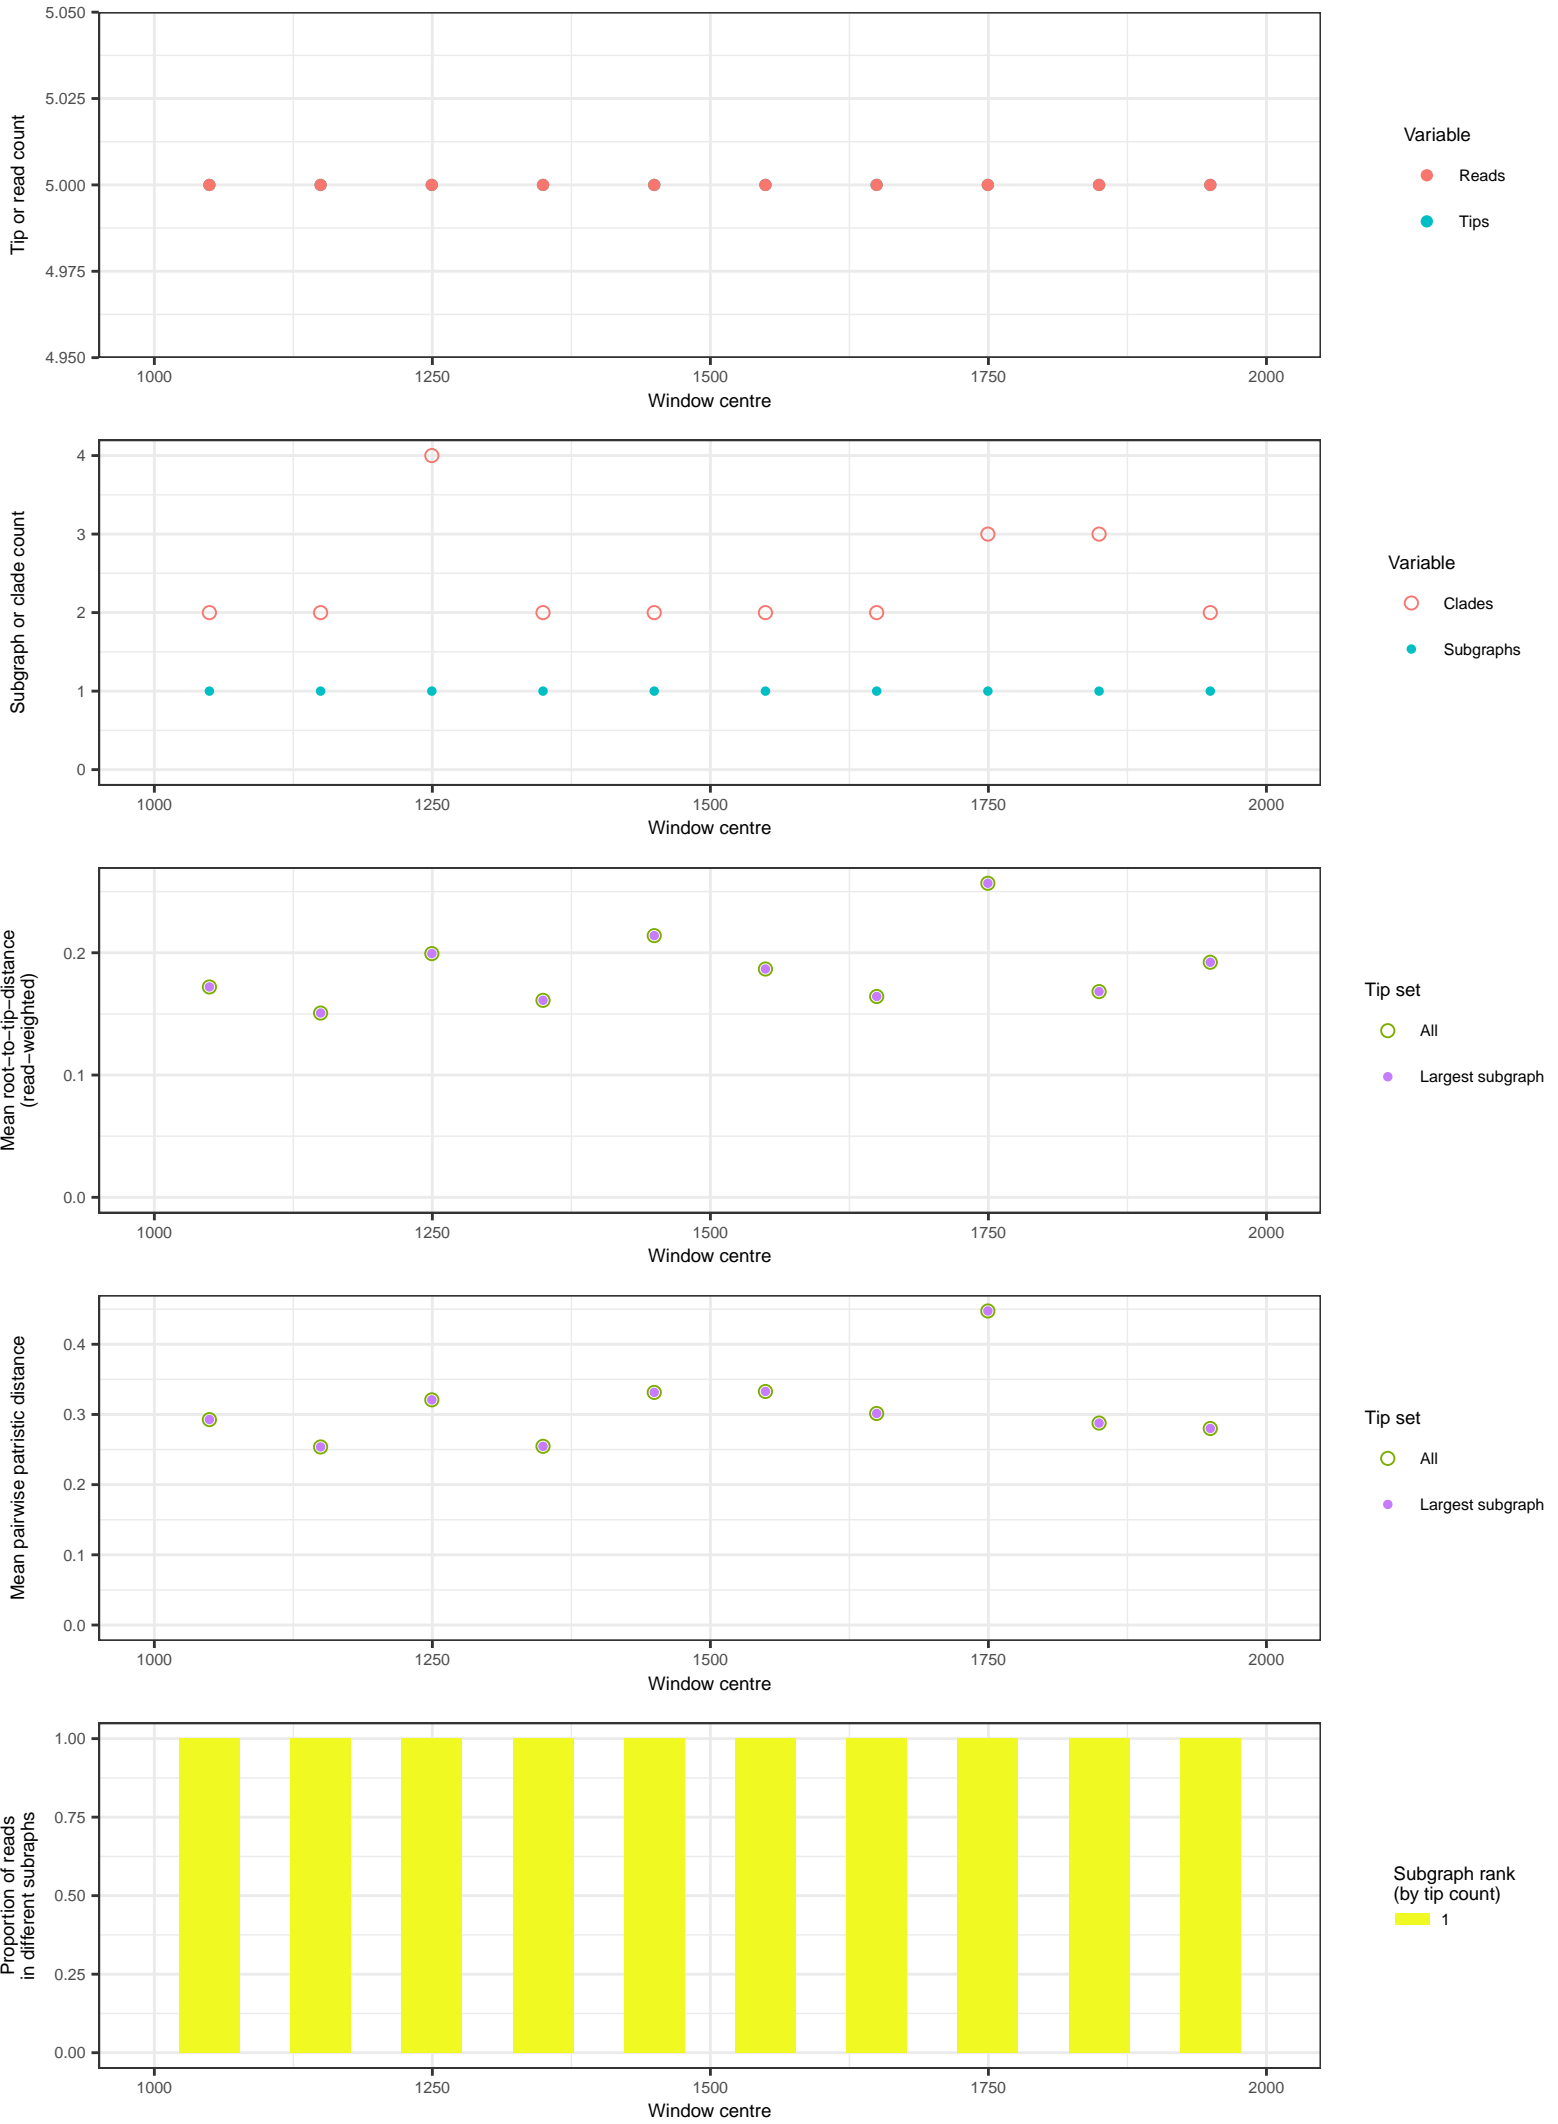 5.050
5.025
5.000
4.975
4.950
Tip or read count
1000 1250 1500 1750 2000
Window centre
Variable
Reads
Tips
4
3
2
1
0
Subgraph or clade count
1000 1250 1500 1750 2000
Window centre
Variable
Clades
Subgraphs
0.2
0.1
0.0
Mean root−to−tip−distance
(read−weighted)
1000 1250 1500 1750 2000
Window centre
Tip set
All
Largest subgraph
0.4
0.3
0.2
0.1
0.0
Mean pairwise patristic distance
1000 1250 1500 1750 2000
Window centre
Tip set
All
Largest subgraph
1.00
0.75
0.50
0.25
0.00
Proportion of reads
in different subraphs
1000 1250 1500 1750 2000
Window centre
Subgraph rank
(by tip count)
1